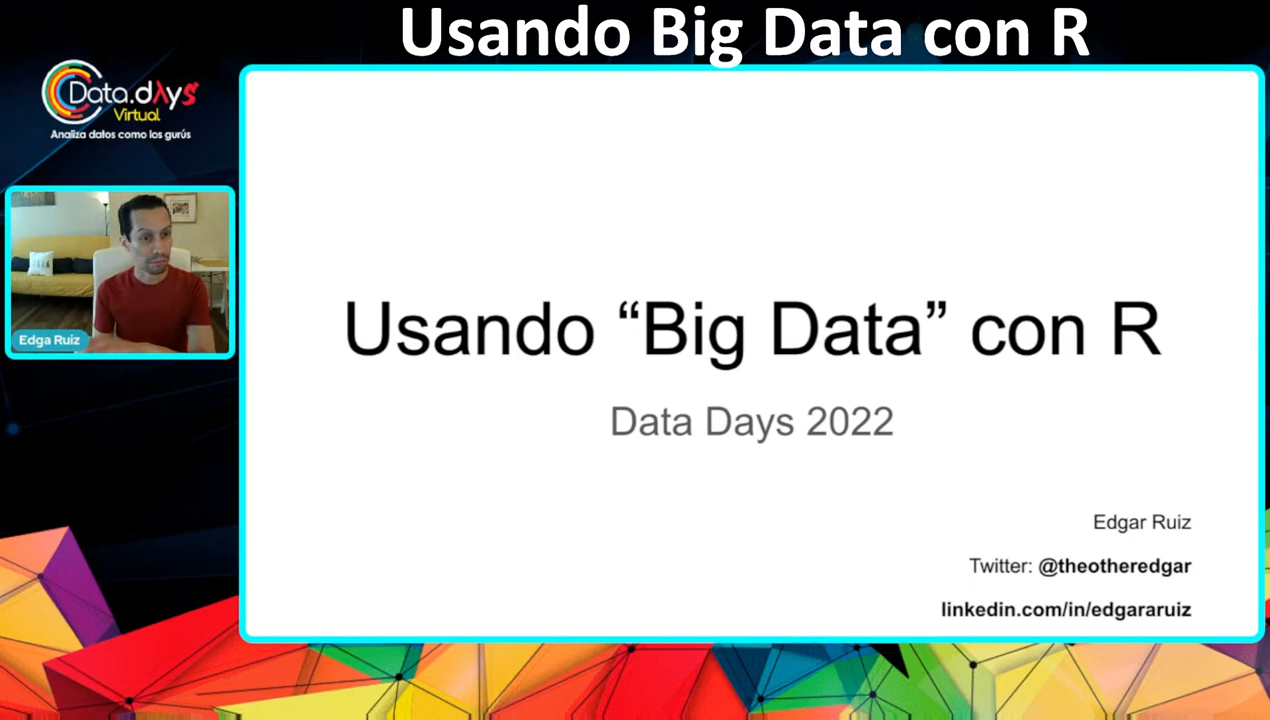 Usando Big Data con R
Data.dAys
Virtual
Analiza datos como los gurús
Edga Ruiz
Usando “Big Data” con R
Data Days 2022
Edgar Ruiz
Twitter: @theotheredgar
linkedin.com/in/edgararuiz